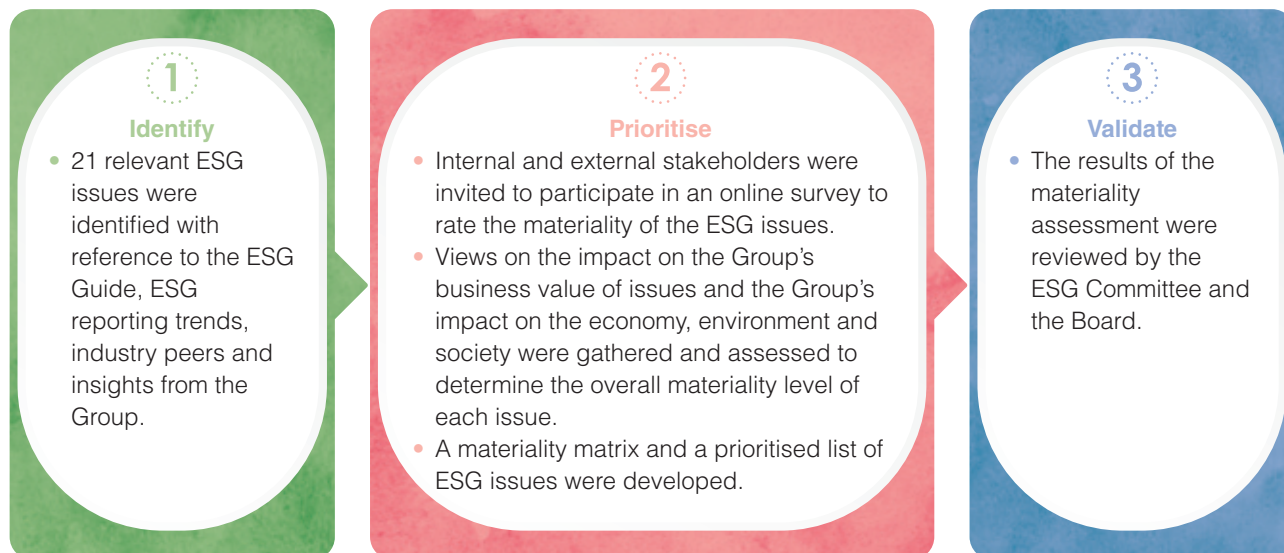 1
Identify
• 21 relevant ESG
issues were
identified with
reference to the ESG
Guide, ESG
reporting trends,
industry peers and
insights from the
Group.
2
Prioritise
• Internal and external stakeholders were
invited to participate in an online survey to
rate the materiality of the ESG issues.
• Views on the impact on the Group’s
business value of issues and the Group’s
impact on the economy, environment and
society were gathered and assessed to
determine the overall materiality level of
each issue.
• A materiality matrix and a prioritised list of
ESG issues were developed.
3
Validate
• The results of the
materiality
assessment were
reviewed by the
ESG Committee and
the Board.